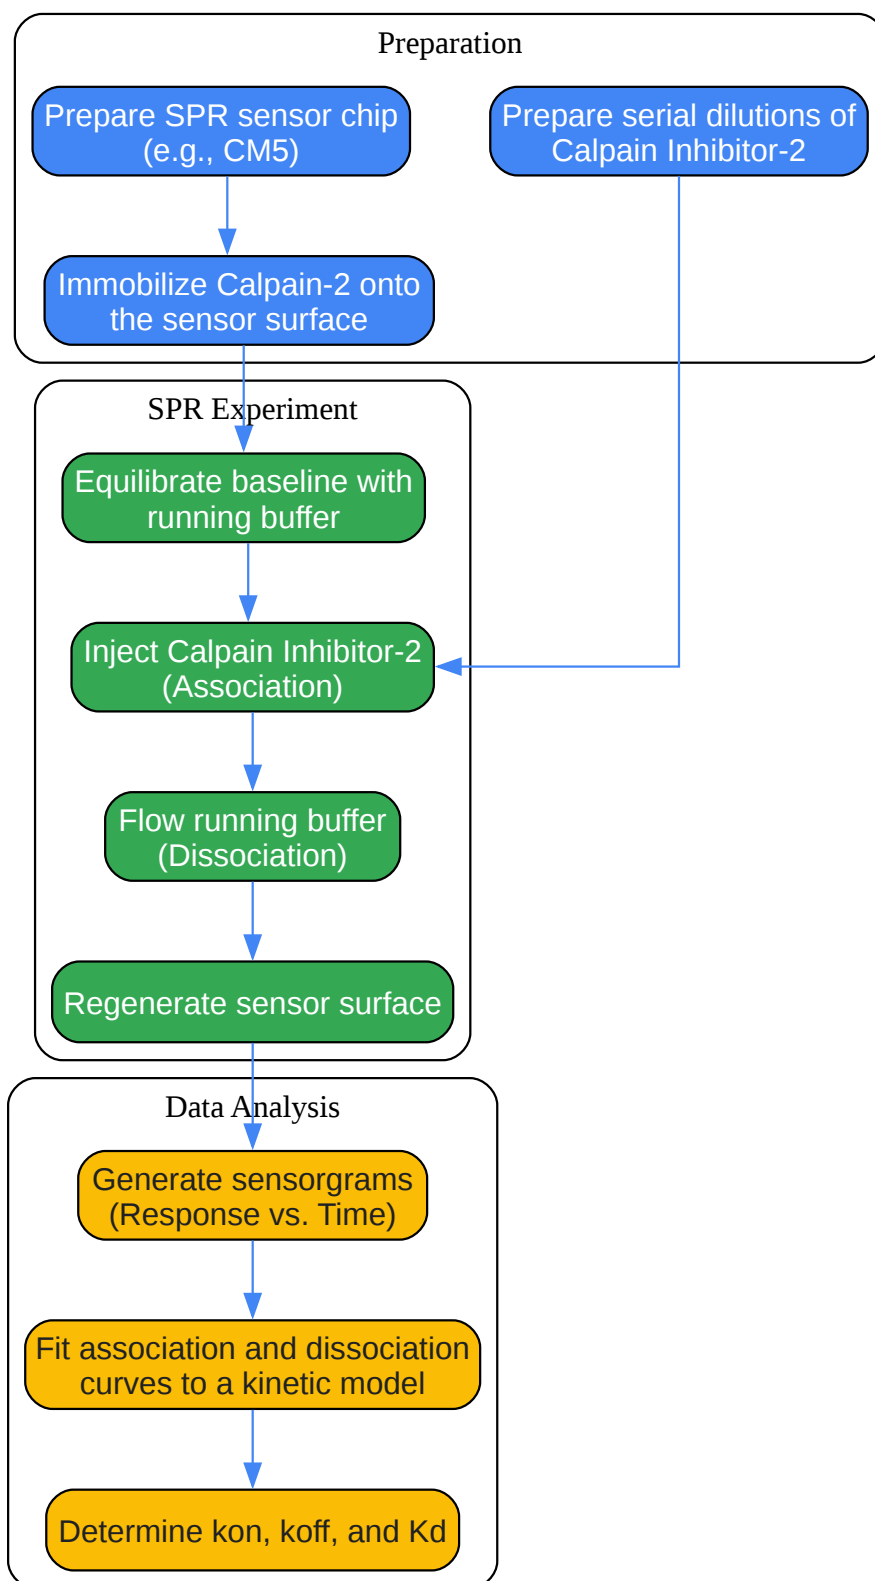 Preparation
Prepare SPR sensor chip
(e.g., CM5)
Prepare serial dilutions of
Calpain Inhibitor-2
Immobilize Calpain-2 onto
the sensor surface
SPR Experiment
Equilibrate baseline with
running buffer
Inject Calpain Inhibitor-2
(Association)
Flow running buffer
(Dissociation)
Regenerate sensor surface
Data Analysis
Generate sensorgrams
(Response vs. Time)
Fit association and dissociation
curves to a kinetic model
Determine kon, koff, and Kd